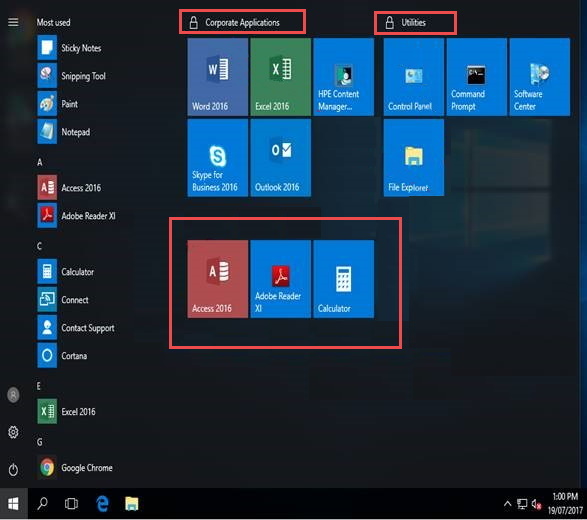 Most used
Sticky Notes
Snipping Tool
Paint
Notepad
A
Access 2016
Adobe Reader XI
C
Calculator
Connect
Contact Support
Cortana
E
Excel 2016
G
Google Chrome
Corporate Applications
Word 2016
Excel 2016
HPE Content
Manager...
Skype for
Business 2016
Outlook 2016
Access 2016
Adobe Reader
XI
Calculator
Utilities
Control Panel
Command
Prompt
Software
Center
File Explorer
1:00 PM
19/07/2017